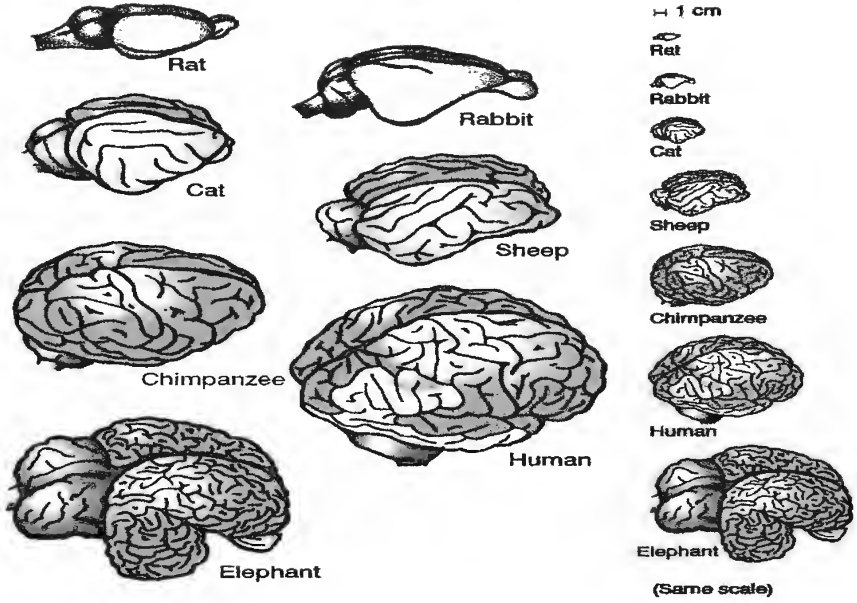 Rat
Rabbit
Cat
Sheep
Chimpanzee
Human
Elephant
1 cm
Rat
Rabbit
Cat
Sheep
Chimpanzee
Human
Elephant
(Same scale)